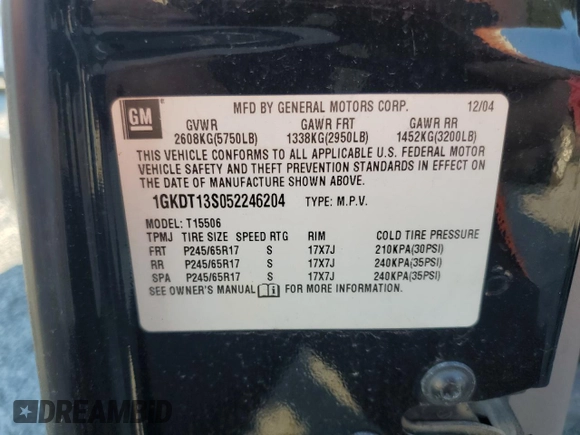 GM
MFD BY GENERAL MOTORS CORP. 12/04
GVWR GAWR FRT GAWR RR
2608KG(5750LB) 1338KG(2950LB) 1452KG(3200LB)
THIS VEHICLE CONFORMS TO ALL APPLICABLE U.S. FEDERAL MOTOR
VEHICLE SAFETY AND THEFT PREVENTION STANDARDS IN EFFECT ON
THE DATE OF MANUFACTURE SHOWN ABOVE.
1GKDT13S052246204 TYPE: M.P.V.
MODEL: T15506
TPMJ TIRE SIZE SPEED RTG RIM COLD TIRE PRESSURE
FRT P245/65R17 S 17X7J 210KPA(30PSI)
RR P245/65R17 S 17X7J 240KPA(35PSI)
SPA P245/65R17 S 17X7J 240KPA(35PSI)
SEE OWNER'S MANUAL FOR MORE INFORMATION.
DREAMBID